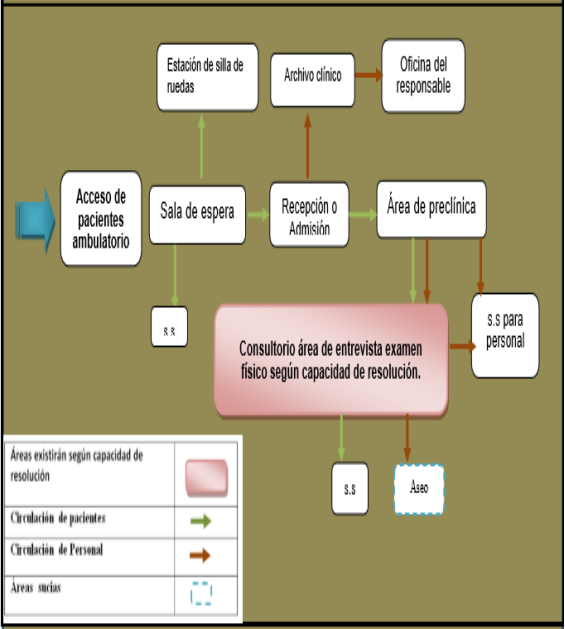 Estación de silla de
ruedas
Archivo clínico
Oficina del
responsable
Acceso de
pacientes
ambulatorio
Sala de espera
Recepción o
Admisión
Área de preclínica
s.s
Consultorio área de entrevista examen
físico según capacidad de resolución.
s.s para
personal
s.s
Aseo
Áreas existirán según capacidad de
resolución
Circulación de pacientes
Circulación de Personal
Áreas sucias